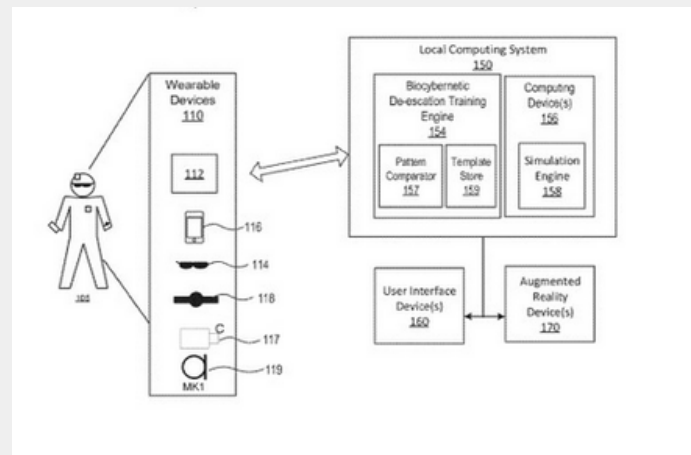 Wearable
Devices
110
112
116
114
118
C
117
119
MK1
Local Computing System
150
Biocybernetic
De-escation Training
Engine
154
Pattern
Comparator
157
Template
Store
159
Computing
Device(s)
156
Simulation
Engine
158
User Interface
Device(s)
160
Augmented
Reality
Device(s)
170